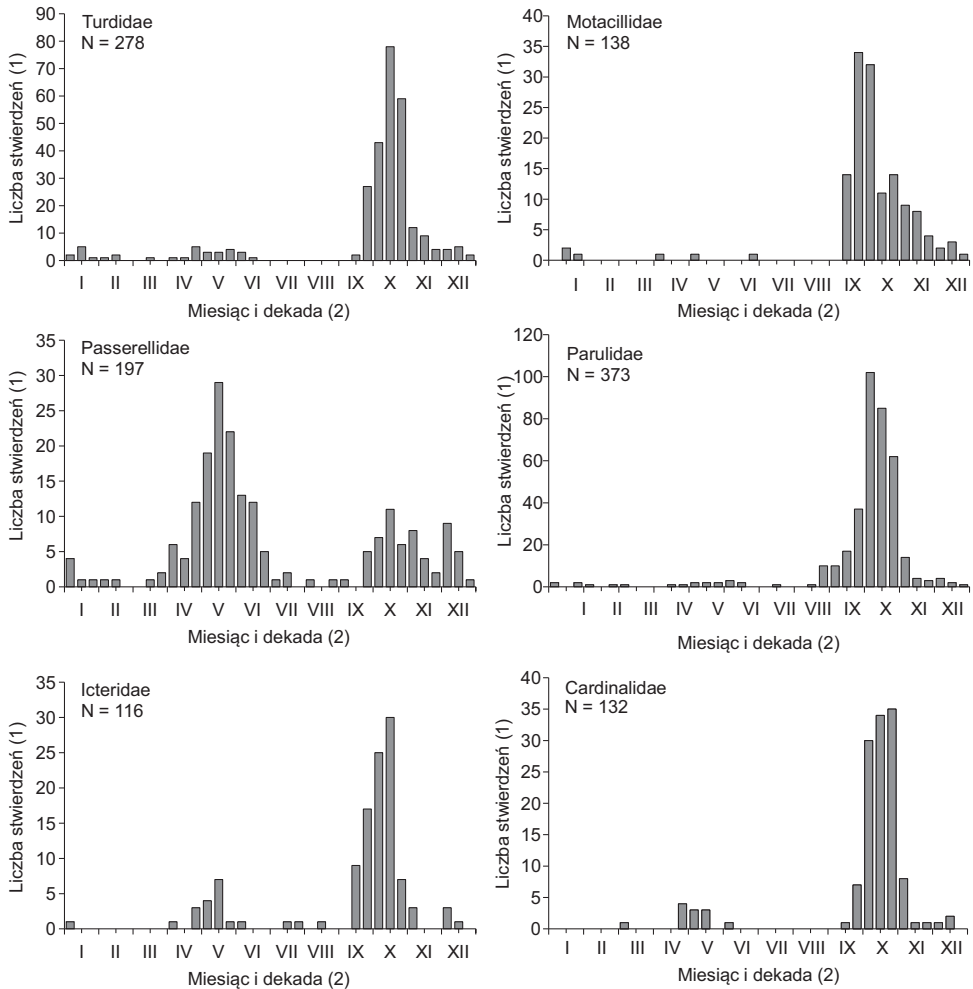 Turdidae
N = 278
Liczba stwierdzeń (1)
90
80
70
60
50
40
30
20
10
0
I II III IV V VI VII VIII IX X XI XII
Miesiąc i dekada (2)
Motacillidae
N = 138
Liczba stwierdzeń (1)
40
35
30
25
20
15
10
5
0
I II III IV V VI VII VIII IX X XI XII
Miesiąc i dekada (2)
Passerellidae
N = 197
Liczba stwierdzeń (1)
35
30
25
20
15
10
5
0
I II III IV V VI VII VIII IX X XI XII
Miesiąc i dekada (2)
Parulidae
N = 373
Liczba stwierdzeń (1)
120
100
80
60
40
20
0
I II III IV V VI VII VIII IX X XI XII
Miesiąc i dekada (2)
Icteridae
N = 116
Liczba stwierdzeń (1)
35
30
25
20
15
10
5
0
I II III IV V VI VII VIII IX X XI XII
Miesiąc i dekada (2)
Cardinalidae
N = 132
Liczba stwierdzeń (1)
40
35
30
25
20
15
10
5
0
I II III IV V VI VII VIII IX X XI XII
Miesiąc i dekada (2)